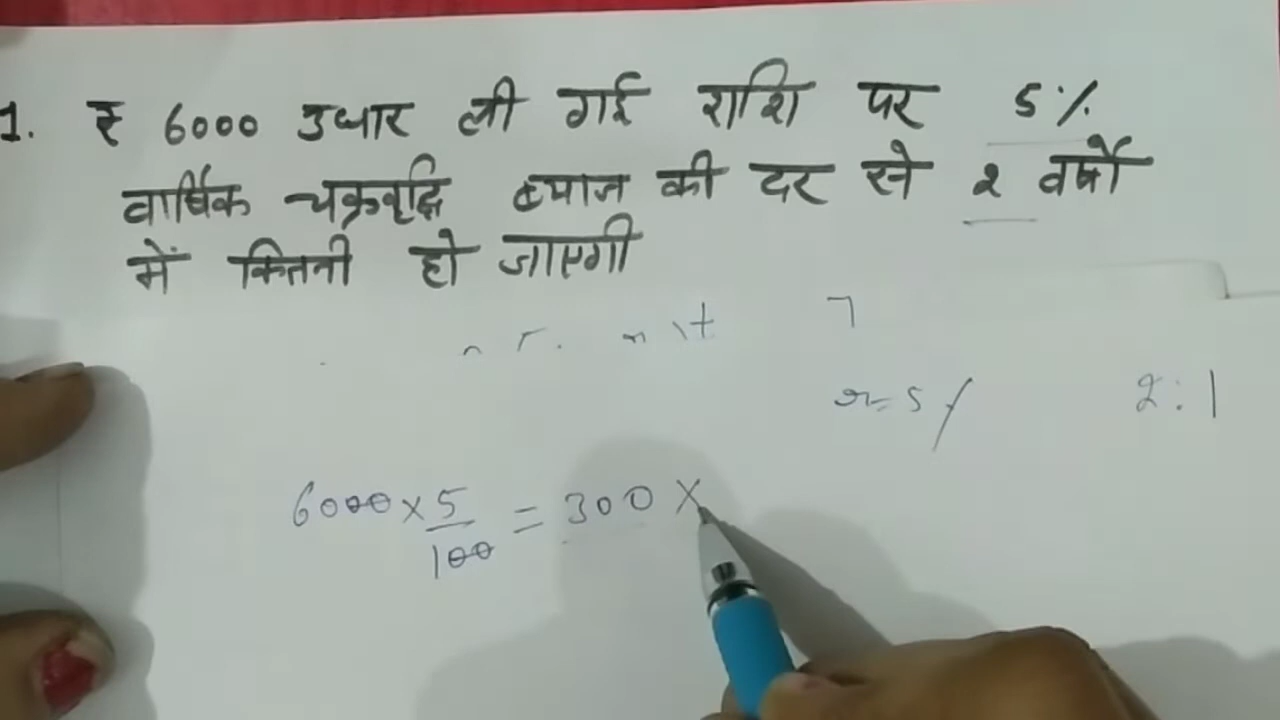 1. ₹ 6000 उधार ली गई राशि पर 5%
वार्षिक चक्रवृद्धि ब्याज की दर से 2 वर्षों
में कितनी हो जाएगी
r=5% 2:1
6000 × 5/100 = 300 ×